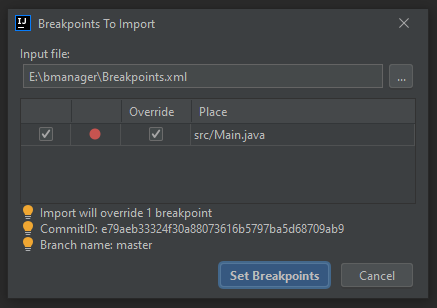 IJ Breakpoints To Import
Input file:
E:\bmanager\Breakpoints.xml ...
Override Place
src/Main.java
Import will override 1 breakpoint
CommitID: e79aeb33324f30a88073616b5797ba5d68709ab9
Branch name: master
Set Breakpoints Cancel